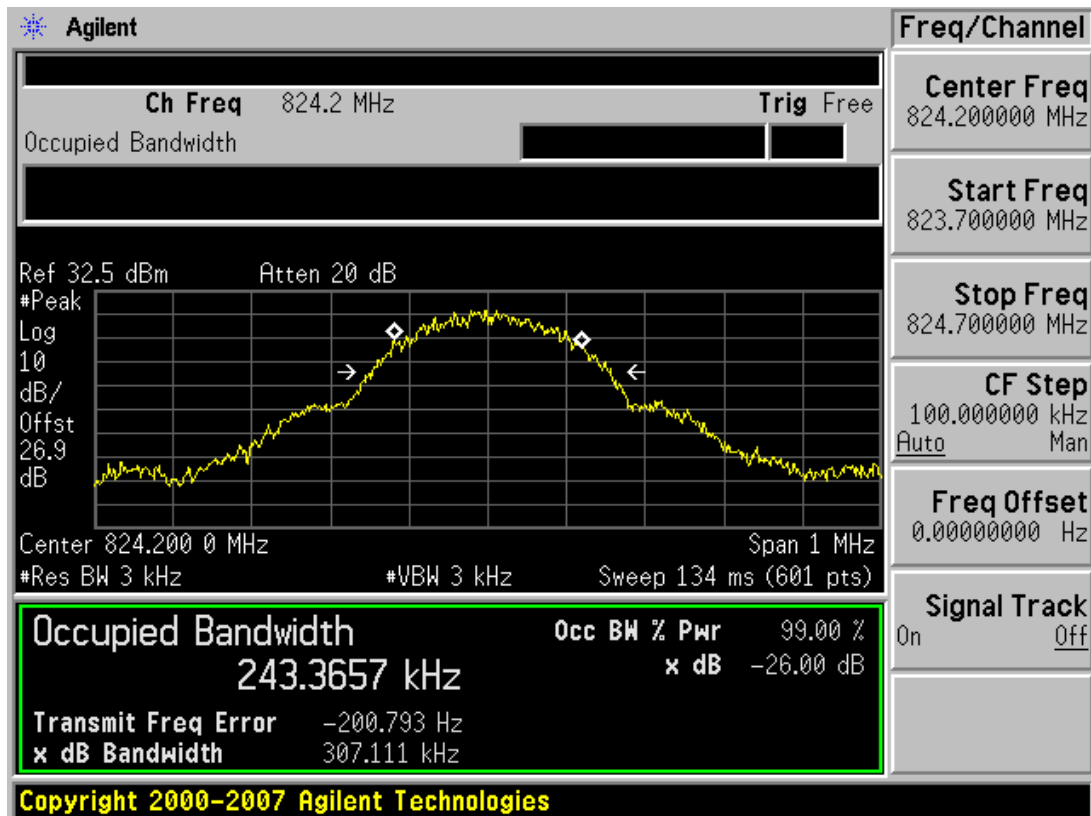 Agilent
Freq/Channel
Ch Freq 824.2 MHz Trig Free
Occupied Bandwidth
Ref 32.5 dBm Atten 20 dB
#Peak
Log
10
dB/
Offst
26.9
dB
Center 824.200 0 MHz Span 1 MHz
#Res BW 3 kHz #VBW 3 kHz Sweep 134 ms (601 pts)
Occupied Bandwidth
243.3657 kHz
Occ BW % Pwr 99.00 %
x dB -26.00 dB
Transmit Freq Error -200.793 Hz
x dB Bandwidth 307.111 kHz
Center Freq
824.200000 MHz
Start Freq
823.700000 MHz
Stop Freq
824.700000 MHz
CF Step
100.000000 kHz
Auto Man
Freq Offset
0.00000000 Hz
Signal Track
On Off
Copyright 2000-2007 Agilent Technologies